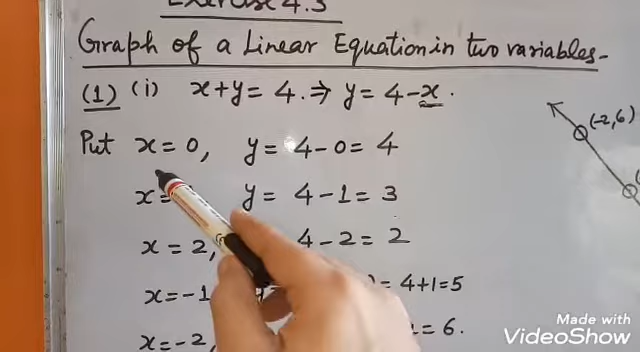 Exercise 4.3
Graph of a Linear Equation in two variables-
(1) (i) x+y= 4 ⇒ y= 4-x.
Put x=0, y= 4-0= 4
x= y= 4-1= 3
x= 2, 4-2= 2
x=-1 = 4+1=5
x=-2, = 6.
(-2,6)
Made with
VideoShow